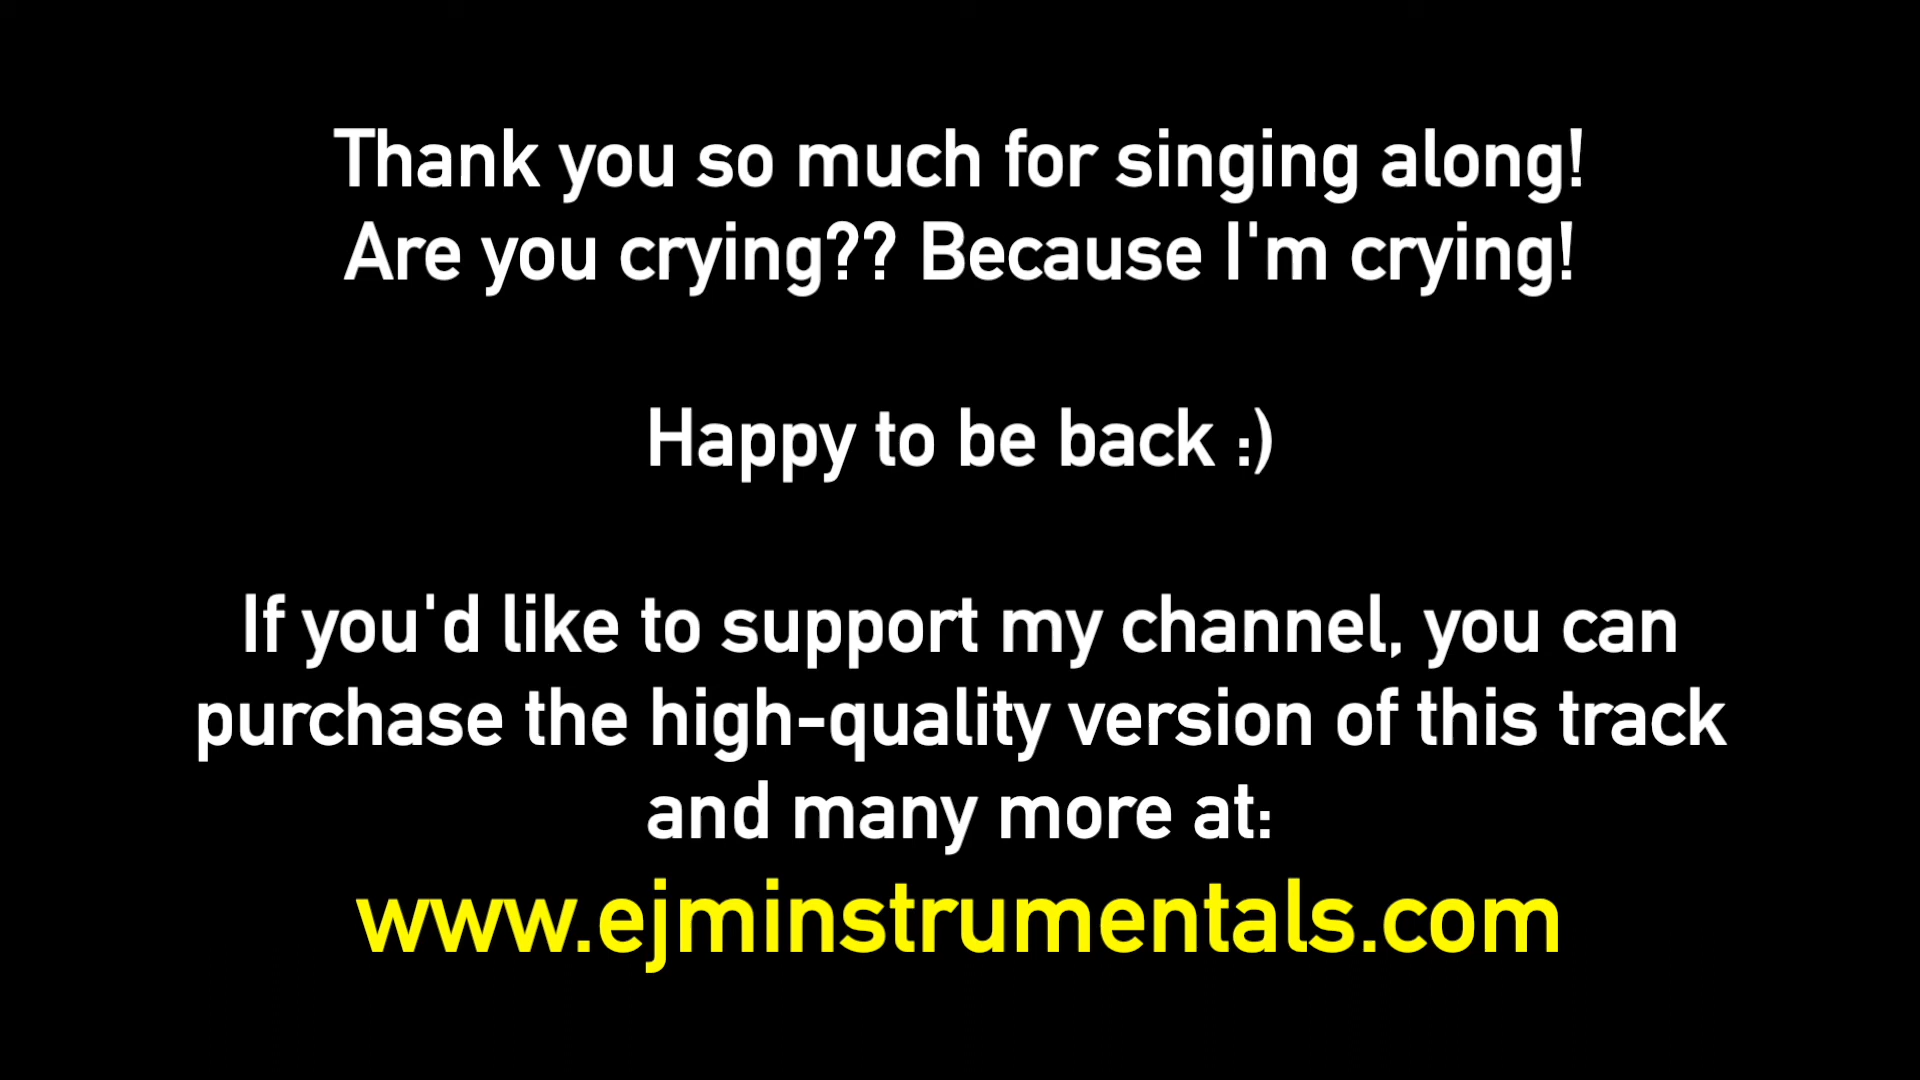 Thank you so much for singing along!
Are you crying?? Because I'm crying!
Happy to be back :)
If you'd like to support my channel, you can
purchase the high-quality version of this track
and many more at:
www.ejminstrumentals.com